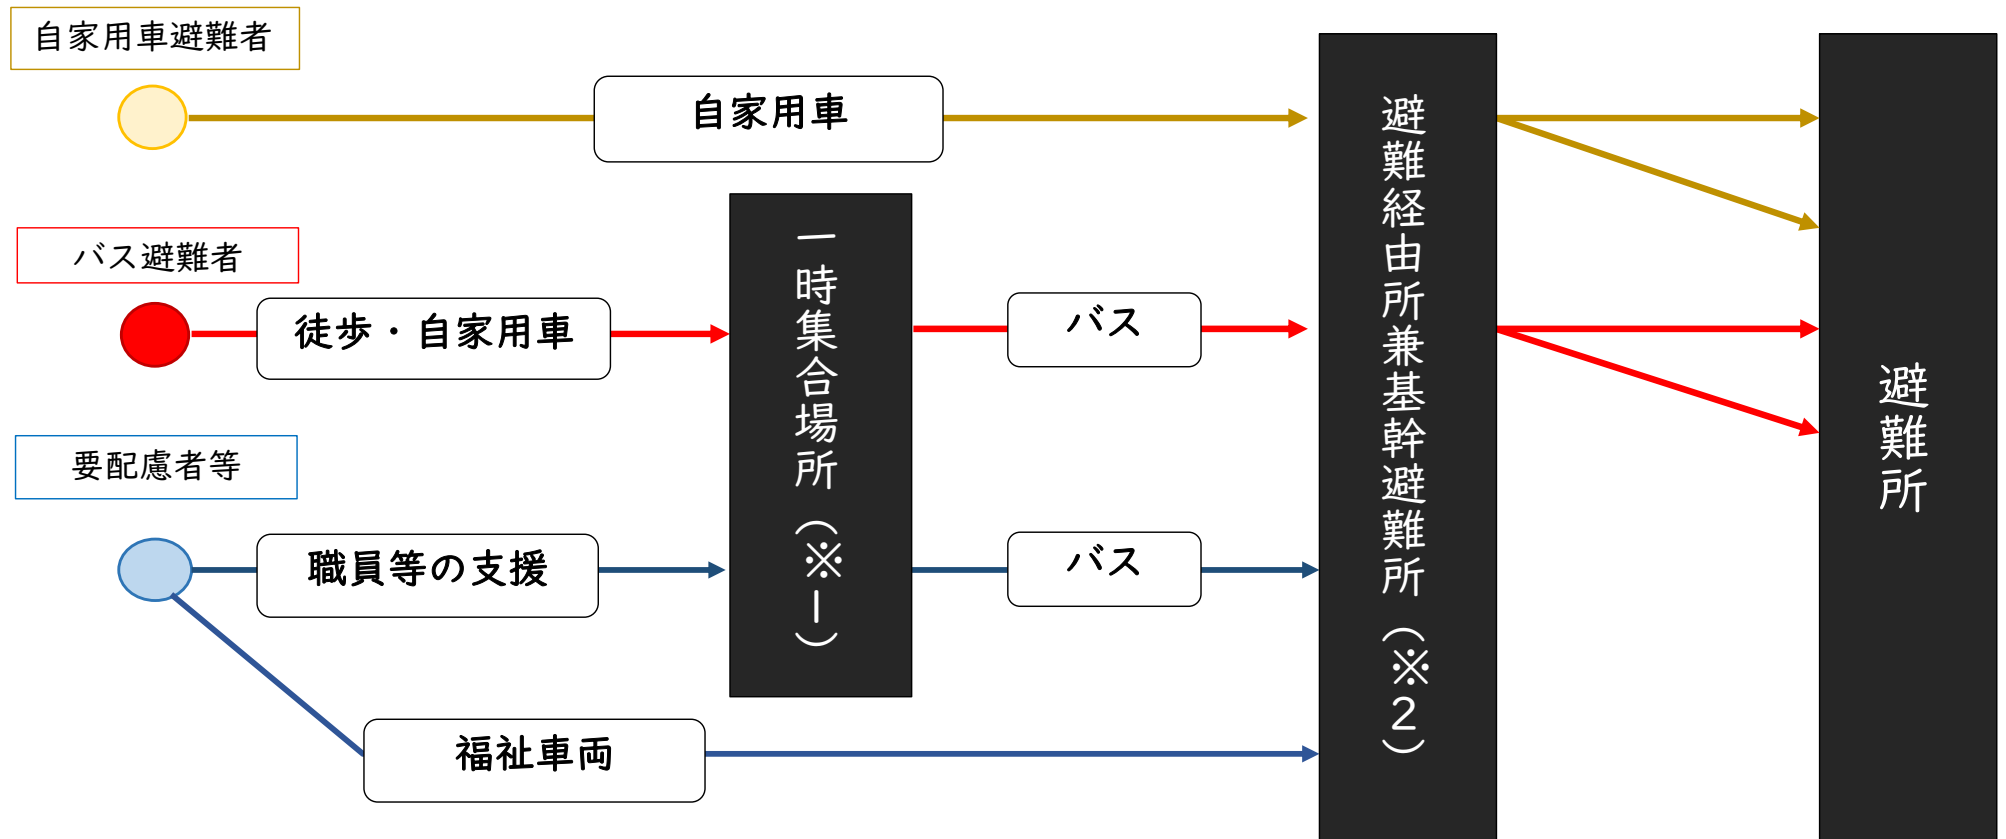 自家用車避難者
自家用車
バス避難者
徒歩・自家用車
一時集合場所（※1）
バス
要配慮者等
職員等の支援
バス
福祉車両
避難経由所兼基幹避難所（※2）
避難所